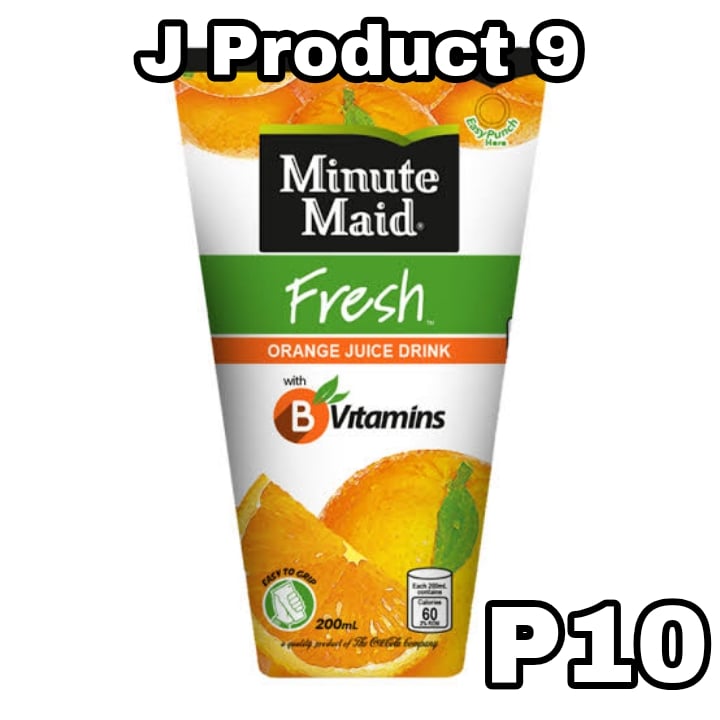 J Product 9
EasyPunch
Here
Minute
Maid®
Fresh™
ORANGE JUICE DRINK
with
B Vitamins
EASY TO GRIP
Each 200mL
contains
Calories
60
200mL
a quality product of The Coca-Cola Company
P10